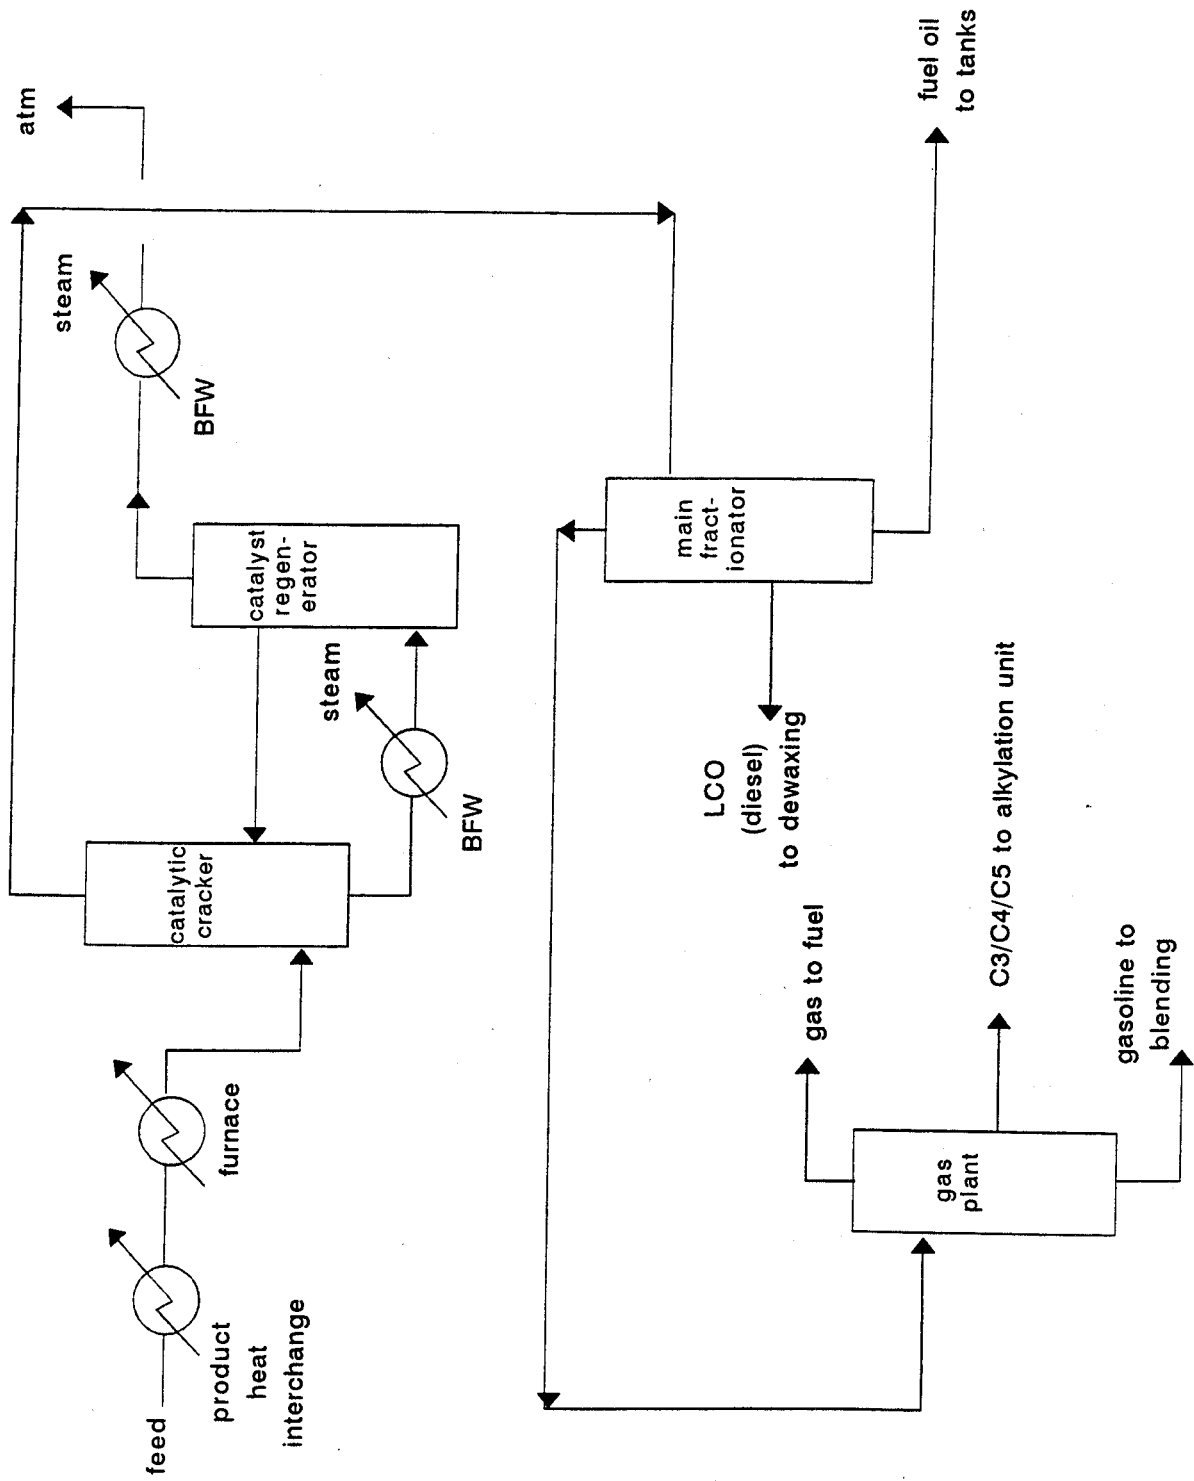 feed
product
heat
interchange
furnace
catalytic
cracker
BFW
steam
catalyst
regen-
erator
BFW
steam
atm
LCO
(diesel)
to dewaxing
main
fract-
ionator
fuel oil
to tanks
gas
plant
gas to fuel
C3/C4/C5 to alkylation unit
gasoline to
blending